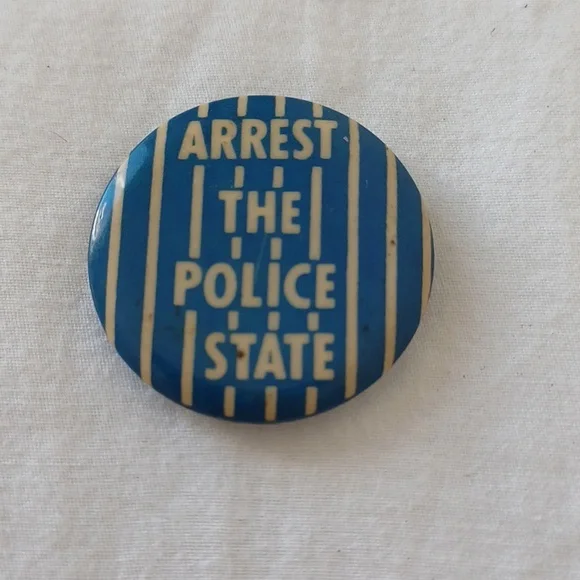 ARREST
THE
POLICE
STATE